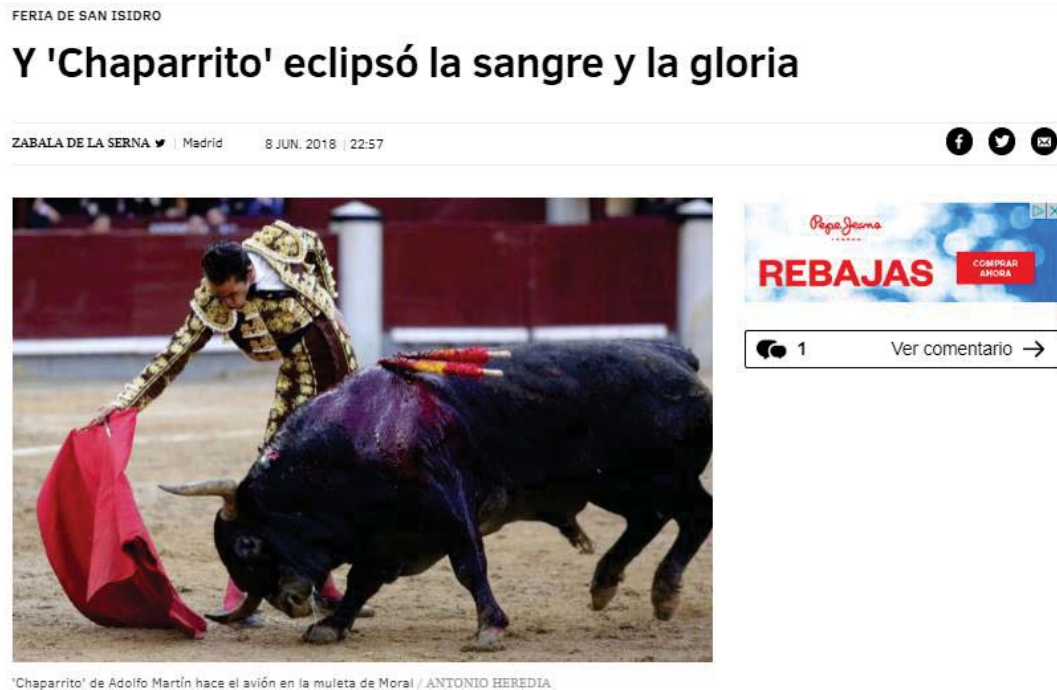 FERIA DE SAN ISIDRO
Y 'Chaparrito' eclipsó la sangre y la gloria
ZABALA DE LA SERNA | Madrid 8 JUN. 2018 | 22:57
Pepe Jeans
LONDON
REBAJAS
COMPRAR
AHORA
1 Ver comentario →
'Chaparrito' de Adolfo Martín hace el avión en la muleta de Moral / ANTONIO HEREDIA